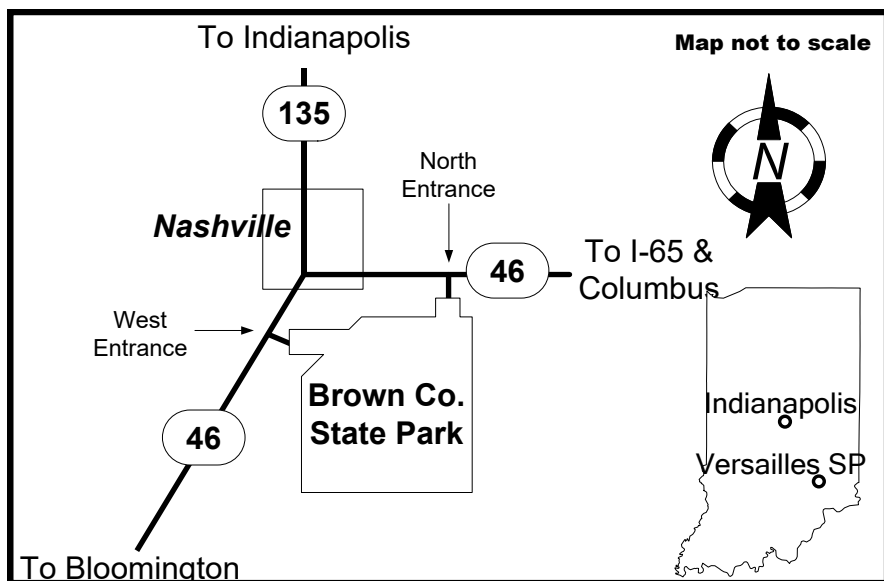 To Indianapolis
Map not to scale
135
N
North
Entrance
Nashville
46
To I-65 &
Columbus
West
Entrance
Brown Co.
State Park
46
Indianapolis
Versailles SP
To Bloomington